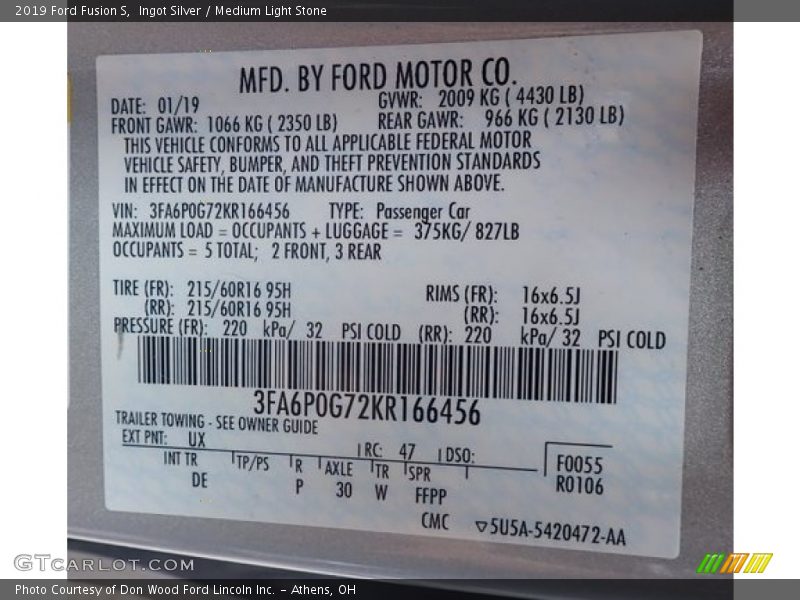 2019 Ford Fusion S,  Ingot Silver / Medium Light Stone
MFD. BY FORD MOTOR CO.
DATE: 01/19 GVWR: 2009 KG ( 4430 LB)
FRONT GAWR: 1066 KG ( 2350 LB) REAR GAWR: 966 KG ( 2130 LB)
THIS VEHICLE CONFORMS TO ALL APPLICABLE FEDERAL MOTOR
VEHICLE SAFETY, BUMPER, AND THEFT PREVENTION STANDARDS
IN EFFECT ON THE DATE OF MANUFACTURE SHOWN ABOVE.
VIN: 3FA6P0G72KR166456 TYPE: Passenger Car
MAXIMUM LOAD = OCCUPANTS + LUGGAGE = 375KG/ 827LB
OCCUPANTS = 5 TOTAL; 2 FRONT, 3 REAR
TIRE (FR): 215/60R16 95H RIMS (FR): 16x6.5J
(RR): 215/60R16 95H (RR): 16x6.5J
PRESSURE (FR): 220 kPa/ 32 PSI COLD (RR): 220 kPa/ 32 PSI COLD
3FA6P0G72KR166456
TRAILER TOWING - SEE OWNER GUIDE
EXT PNT: UX RC: 47 DSO:
INT TR TP/PS R AXLE TR SPR F0055
DE P 30 W FFPP R0106
CMC ▽5U5A-5420472-AA
GTCARLOT.COM
Photo Courtesy of Don Wood Ford Lincoln Inc. - Athens, OH